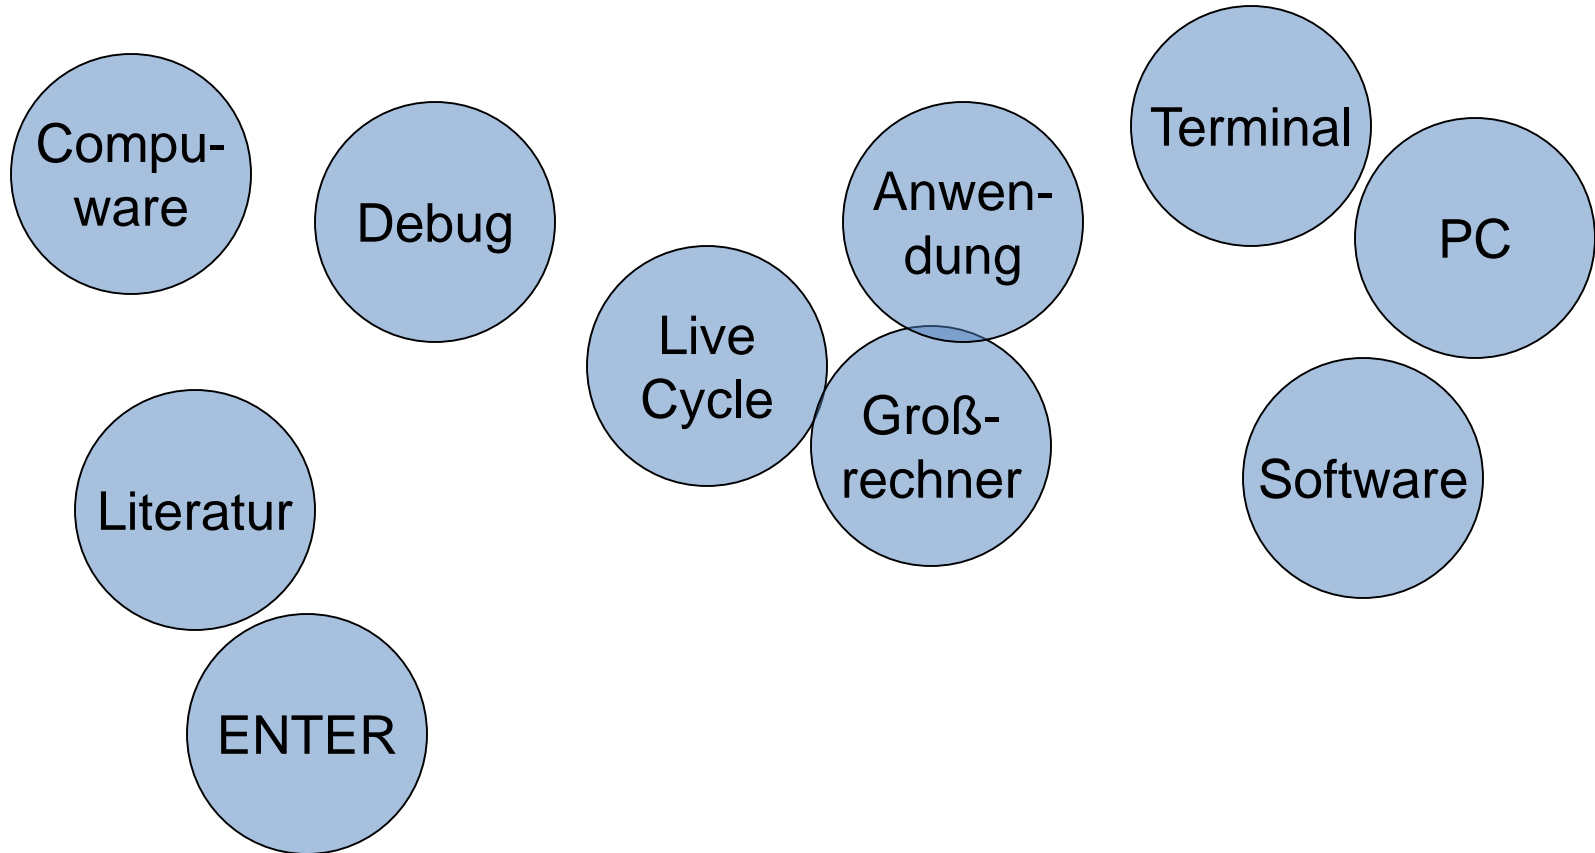 Compu-
ware
Debug
Live
Cycle
Anwen-
dung
Groß-
rechner
Terminal
PC
Software
Literatur
ENTER